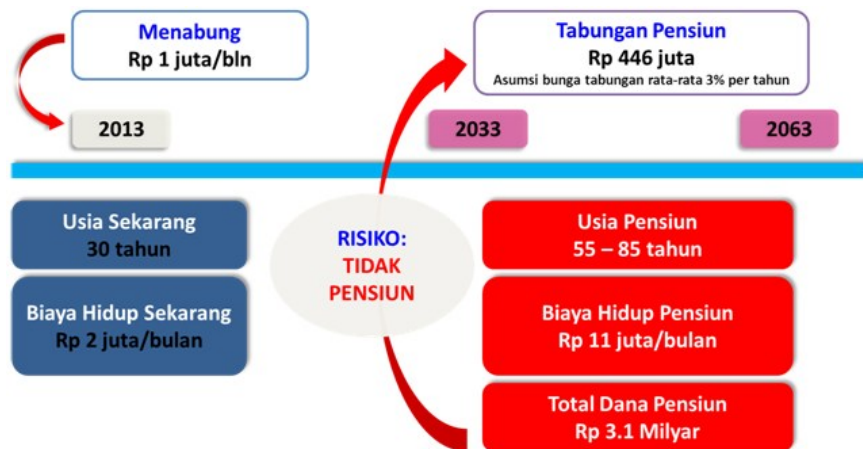 Menabung
Rp 1 juta/bln
Tabungan Pensiun
Rp 446 juta
Asumsi bunga tabungan rata-rata 3% per tahun
2013
2033
2063
Usia Sekarang
30 tahun
RISIKO:
TIDAK
PENSIUN
Usia Pensiun
55 – 85 tahun
Biaya Hidup Sekarang
Rp 2 juta/bulan
Biaya Hidup Pensiun
Rp 11 juta/bulan
Total Dana Pensiun
Rp 3.1 Milyar